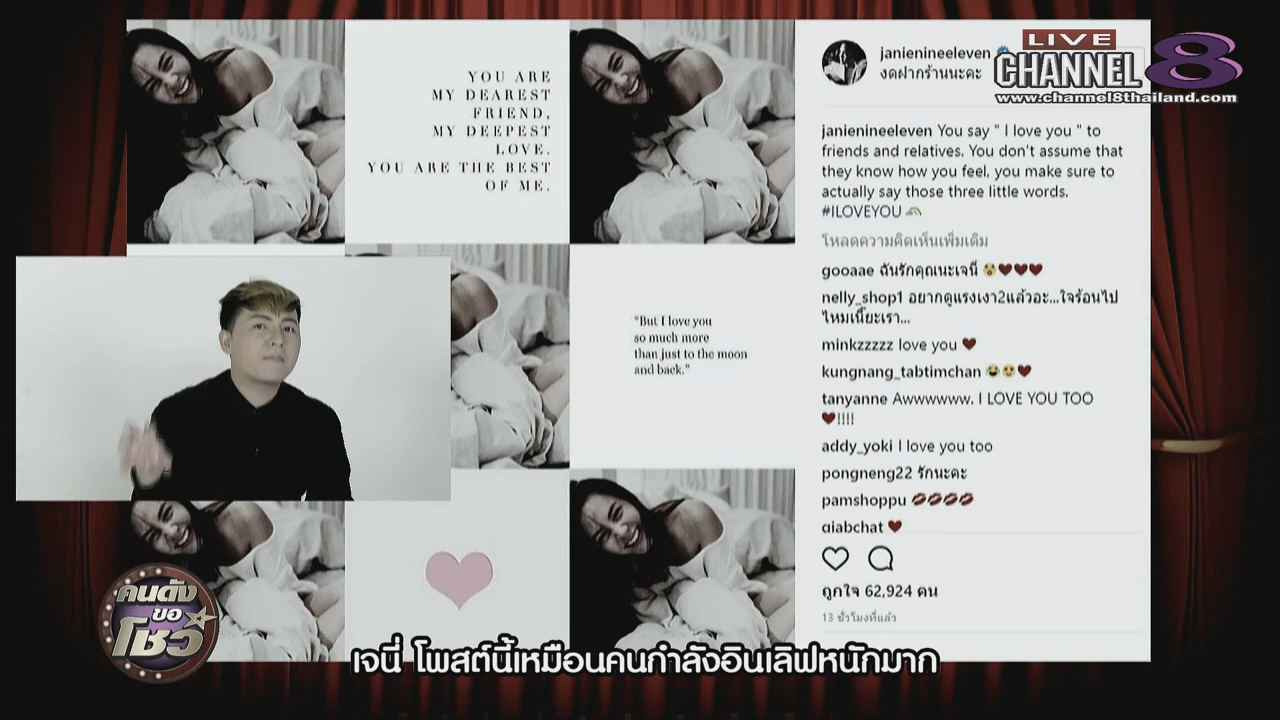 LIVE
CHANNEL 8
www.channel8thailand.com
YOU ARE
MY DEAREST
FRIEND,
MY DEEPEST
LOVE.
YOU ARE THE BEST
OF ME.
"But I love you
so much more
than just to the moon
and back."
janienineeleven
งดฝากร้านนะคะ
janienineeleven You say " I love you " to
friends and relatives. You don't assume that
they know how you feel, you make sure to
actually say those three little words.
#ILOVEYOU
โหลดความคิดเห็นเพิ่มเติม
gooaae ฉันรักคุณนะเจนี่ 😲❤❤❤
nelly_shop1 อยากดูแรงเงา2แล้วอะ...ใจร้อนไป
ไหมเนี๊ยะเรา...
minkzzzzz love you ❤
kungnang_tabtimchan 😂😍❤
tanyanne Awwwwww. I LOVE YOU TOO
❤!!!!
addy_yoki I love you too
pongneng22 รักนะคะ
pamshoppu 💋💋💋💋
aiabchat ❤
ถูกใจ 62,924 คน
13 ชั่วโมงที่แล้ว
คนดัง
ขอ
โชว์
เจนี่ โพสต์นี้เหมือนคนกำลังอินเลิฟหนักมาก